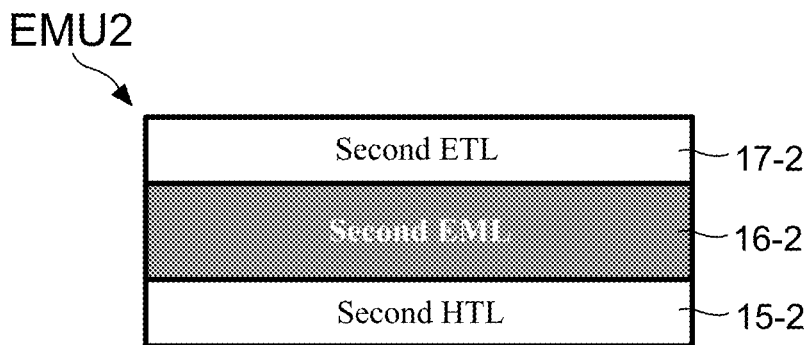 EMU2
Second ETL
17-2
Second EML
16-2
Second HTL
15-2